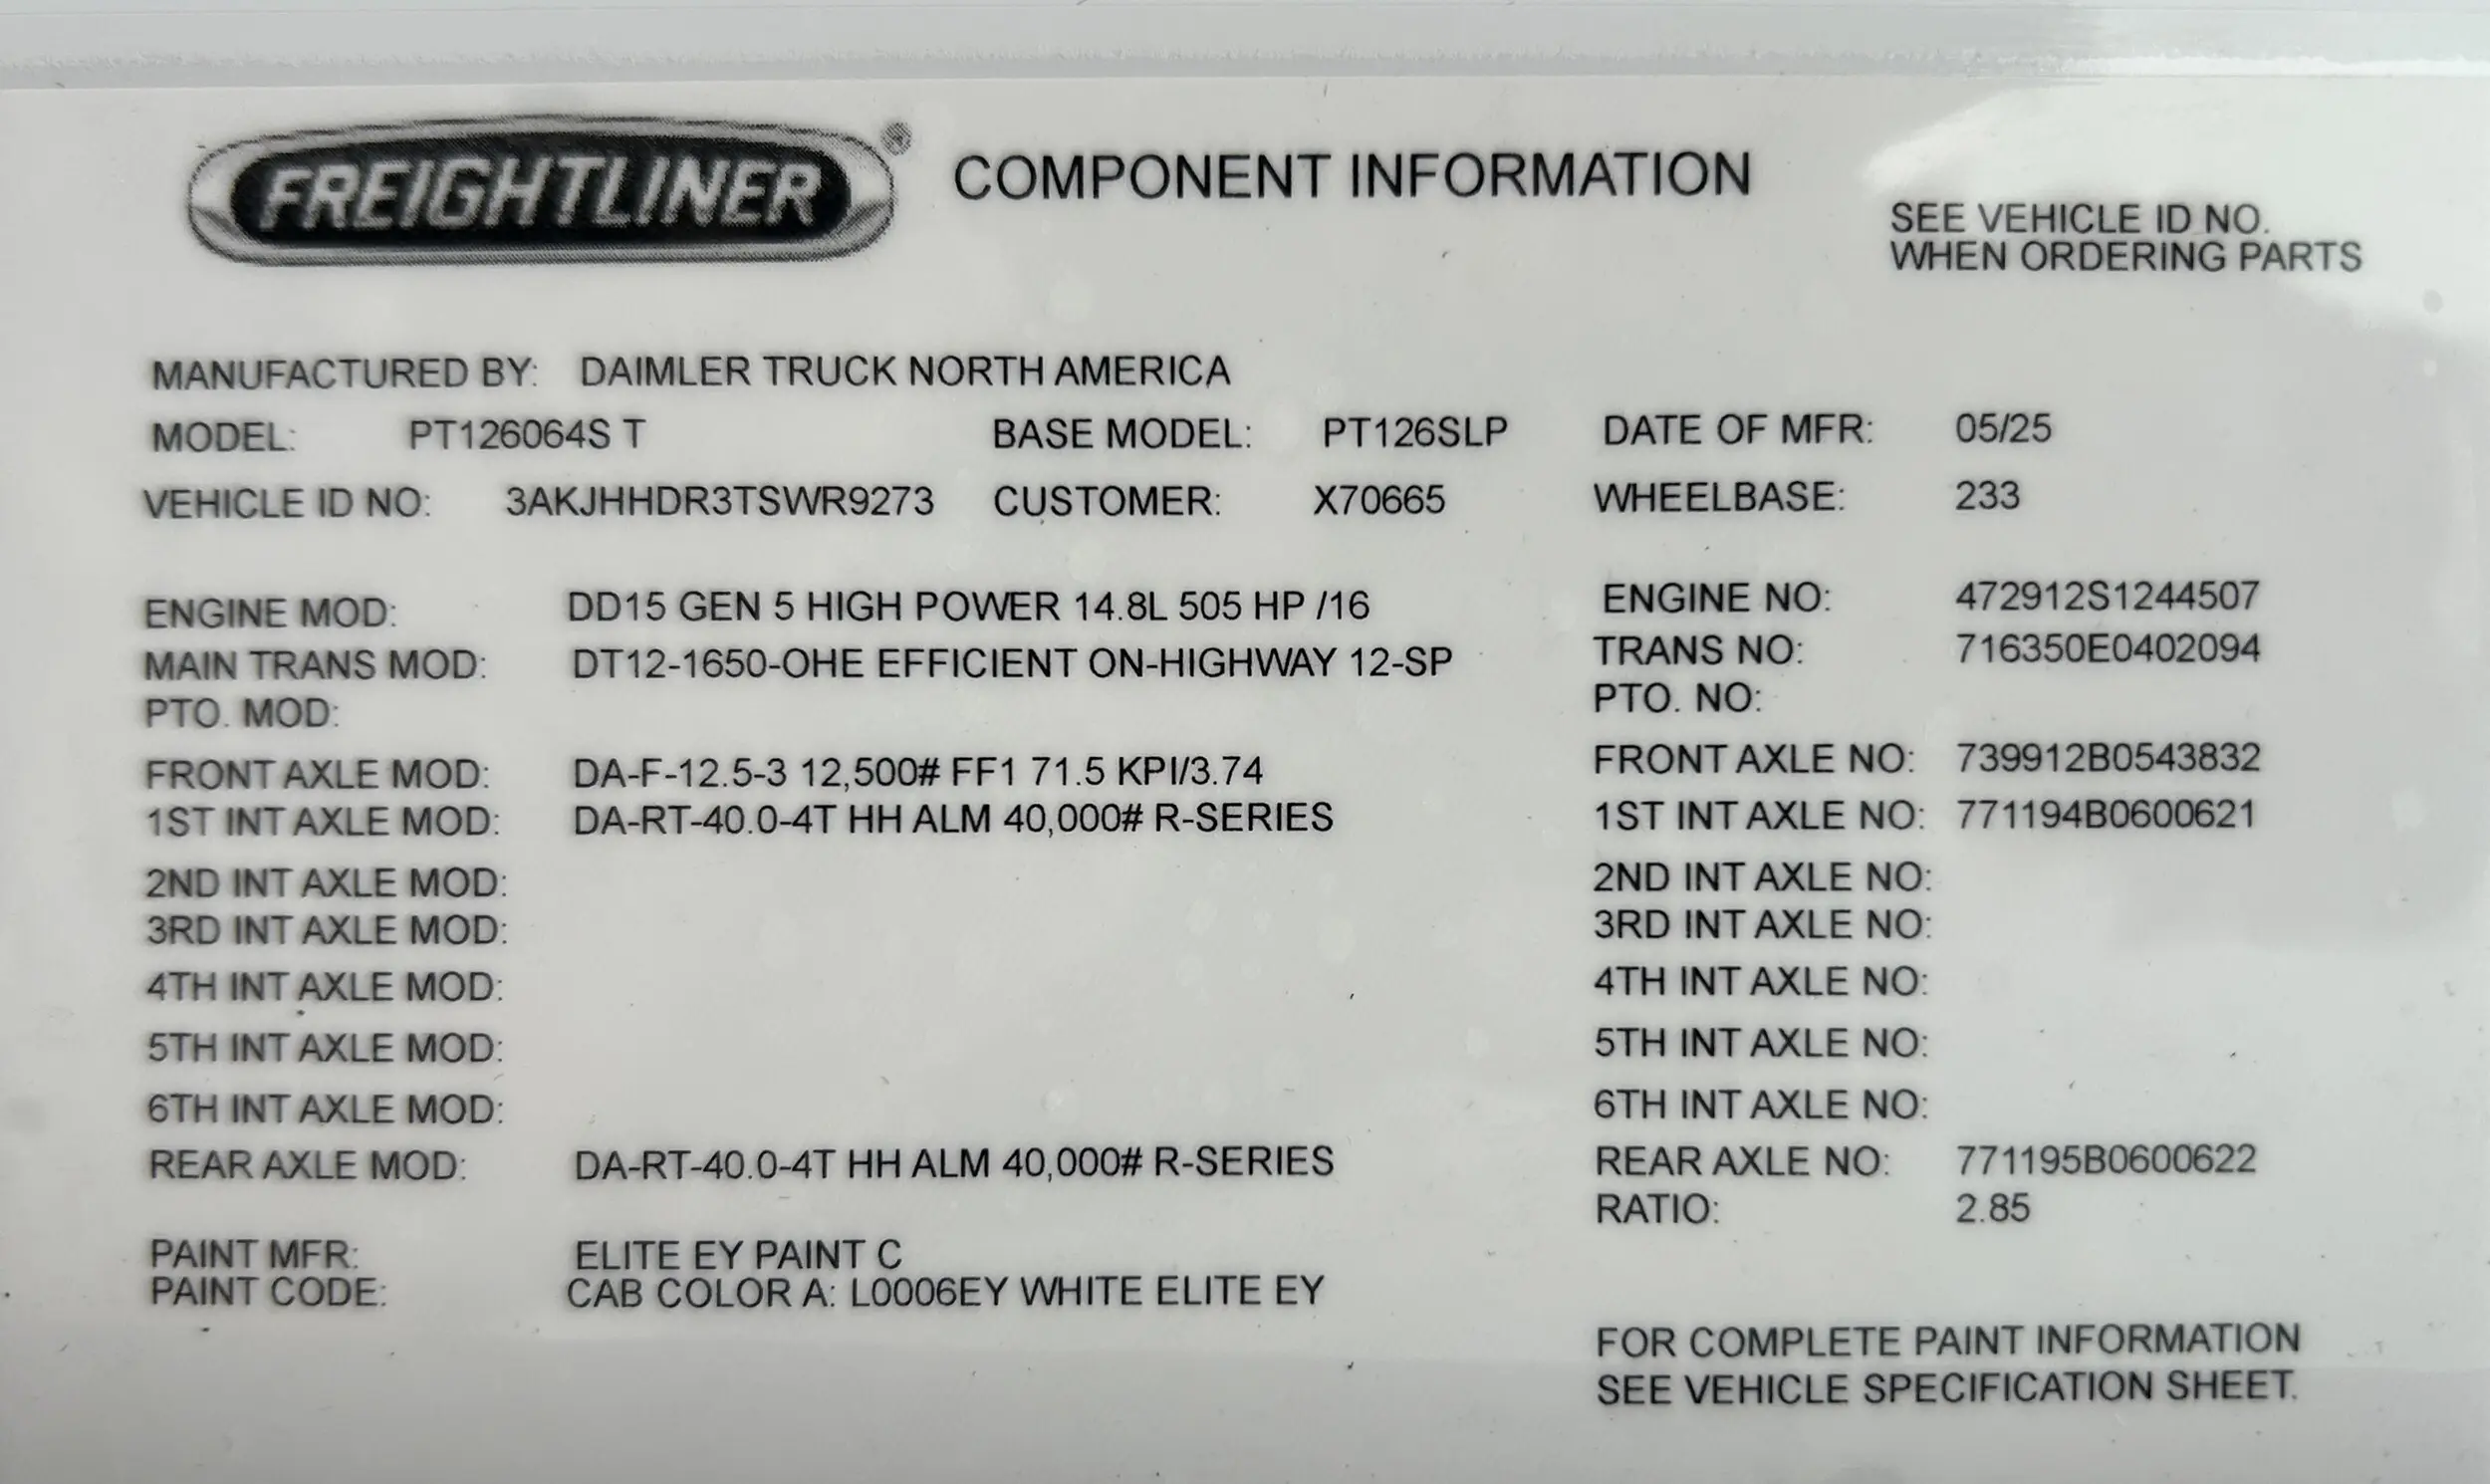 FREIGHTLINER®
COMPONENT INFORMATION
SEE VEHICLE ID NO.
WHEN ORDERING PARTS
MANUFACTURED BY: DAIMLER TRUCK NORTH AMERICA
MODEL: PT126064S T BASE MODEL: PT126SLP DATE OF MFR: 05/25
VEHICLE ID NO: 3AKJHHDR3TSWR9273 CUSTOMER: X70665 WHEELBASE: 233
ENGINE MOD: DD15 GEN 5 HIGH POWER 14.8L 505 HP /16 ENGINE NO: 472912S1244507
MAIN TRANS MOD: DT12-1650-OHE EFFICIENT ON-HIGHWAY 12-SP TRANS NO: 716350E0402094
PTO. MOD: PTO. NO:
FRONT AXLE MOD: DA-F-12.5-3 12,500# FF1 71.5 KPI/3.74 FRONT AXLE NO: 739912B0543832
1ST INT AXLE MOD: DA-RT-40.0-4T HH ALM 40,000# R-SERIES 1ST INT AXLE NO: 771194B0600621
2ND INT AXLE MOD: 2ND INT AXLE NO:
3RD INT AXLE MOD: 3RD INT AXLE NO:
4TH INT AXLE MOD: 4TH INT AXLE NO:
5TH INT AXLE MOD: 5TH INT AXLE NO:
6TH INT AXLE MOD: 6TH INT AXLE NO:
REAR AXLE MOD: DA-RT-40.0-4T HH ALM 40,000# R-SERIES REAR AXLE NO: 771195B0600622
RATIO: 2.85
PAINT MFR: ELITE EY PAINT C
PAINT CODE: CAB COLOR A: L0006EY WHITE ELITE EY
FOR COMPLETE PAINT INFORMATION
SEE VEHICLE SPECIFICATION SHEET.